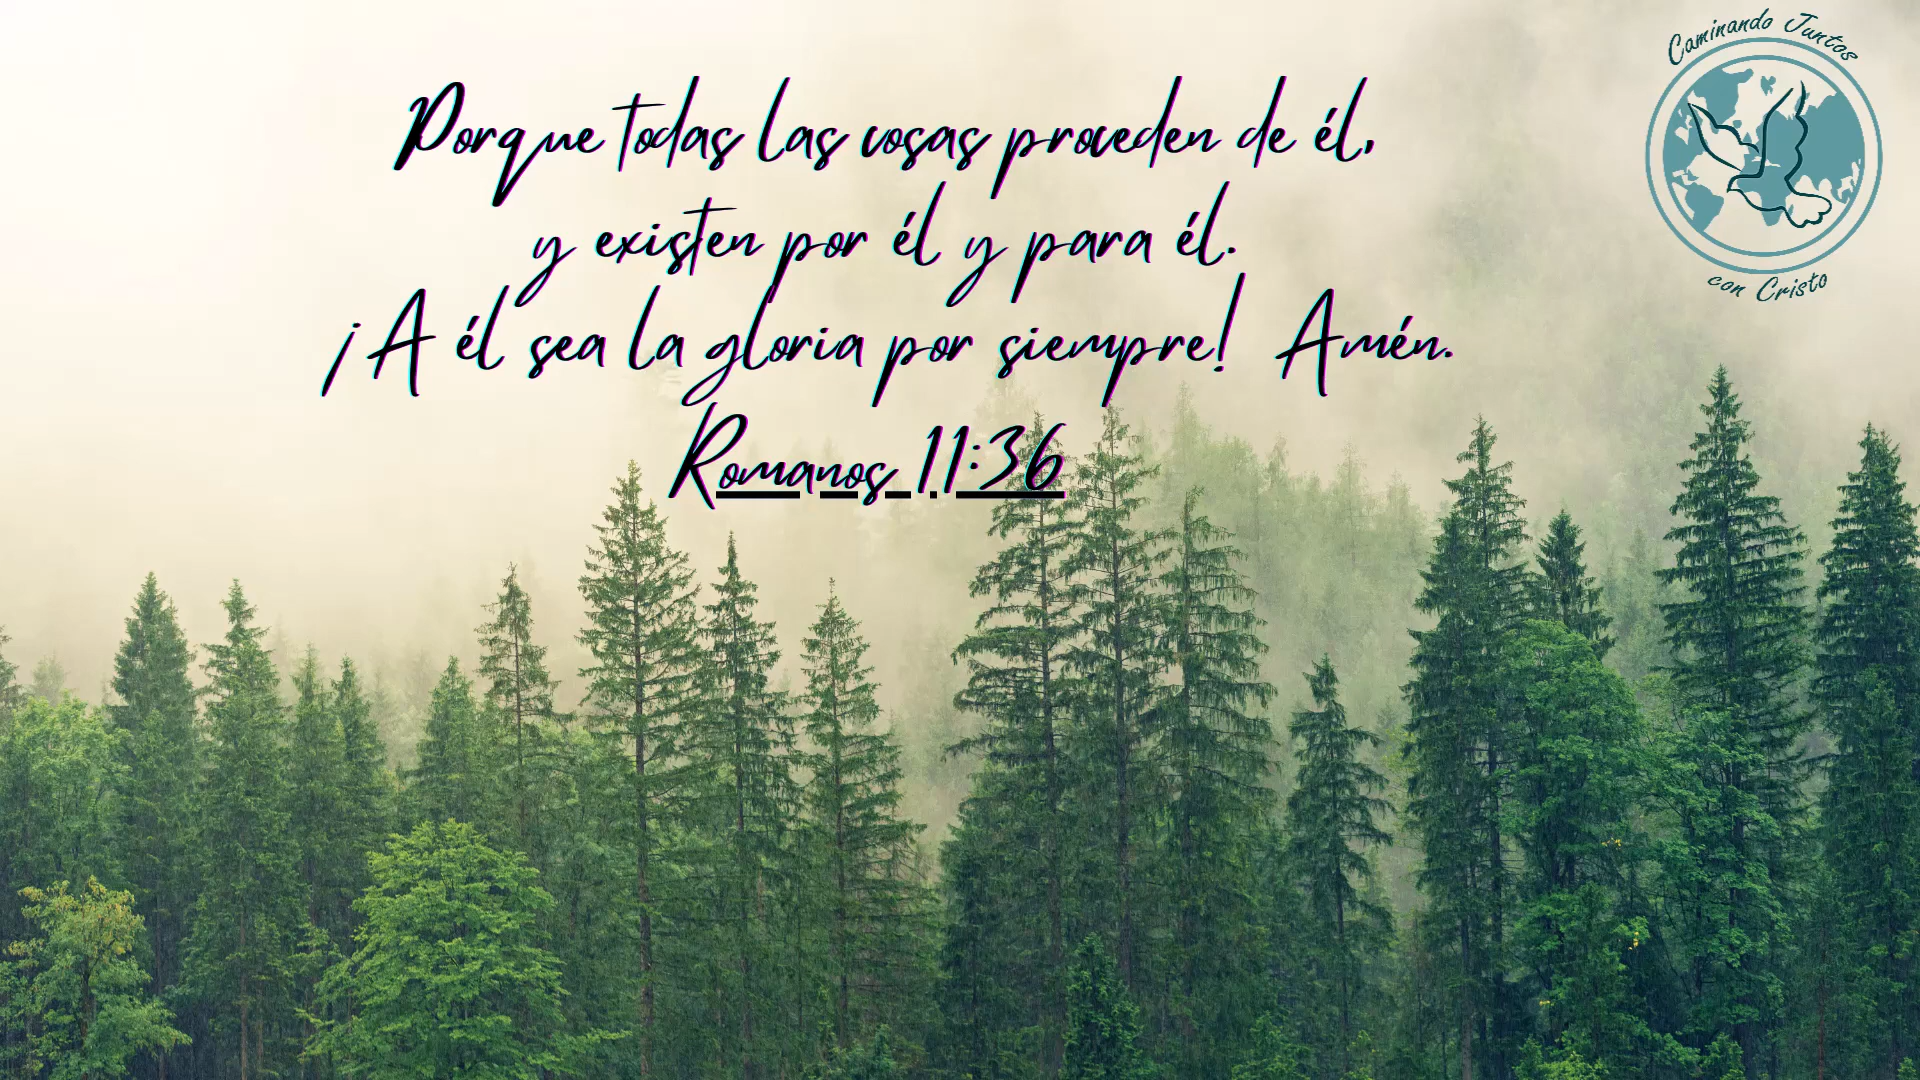 Porque todas las cosas proceden de él,
y existen por él y para él.
¡A él sea la gloria por siempre! Amén.
Romanos 11:36
Caminando Juntos
con Cristo